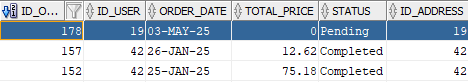 ID_O... ID_USER ORDER_DATE TOTAL_PRICE STATUS ID_ADDRESS
178 19 03-MAY-25 0 Pending 19
157 42 26-JAN-25 12.62 Completed 42
152 42 25-JAN-25 75.18 Completed 42